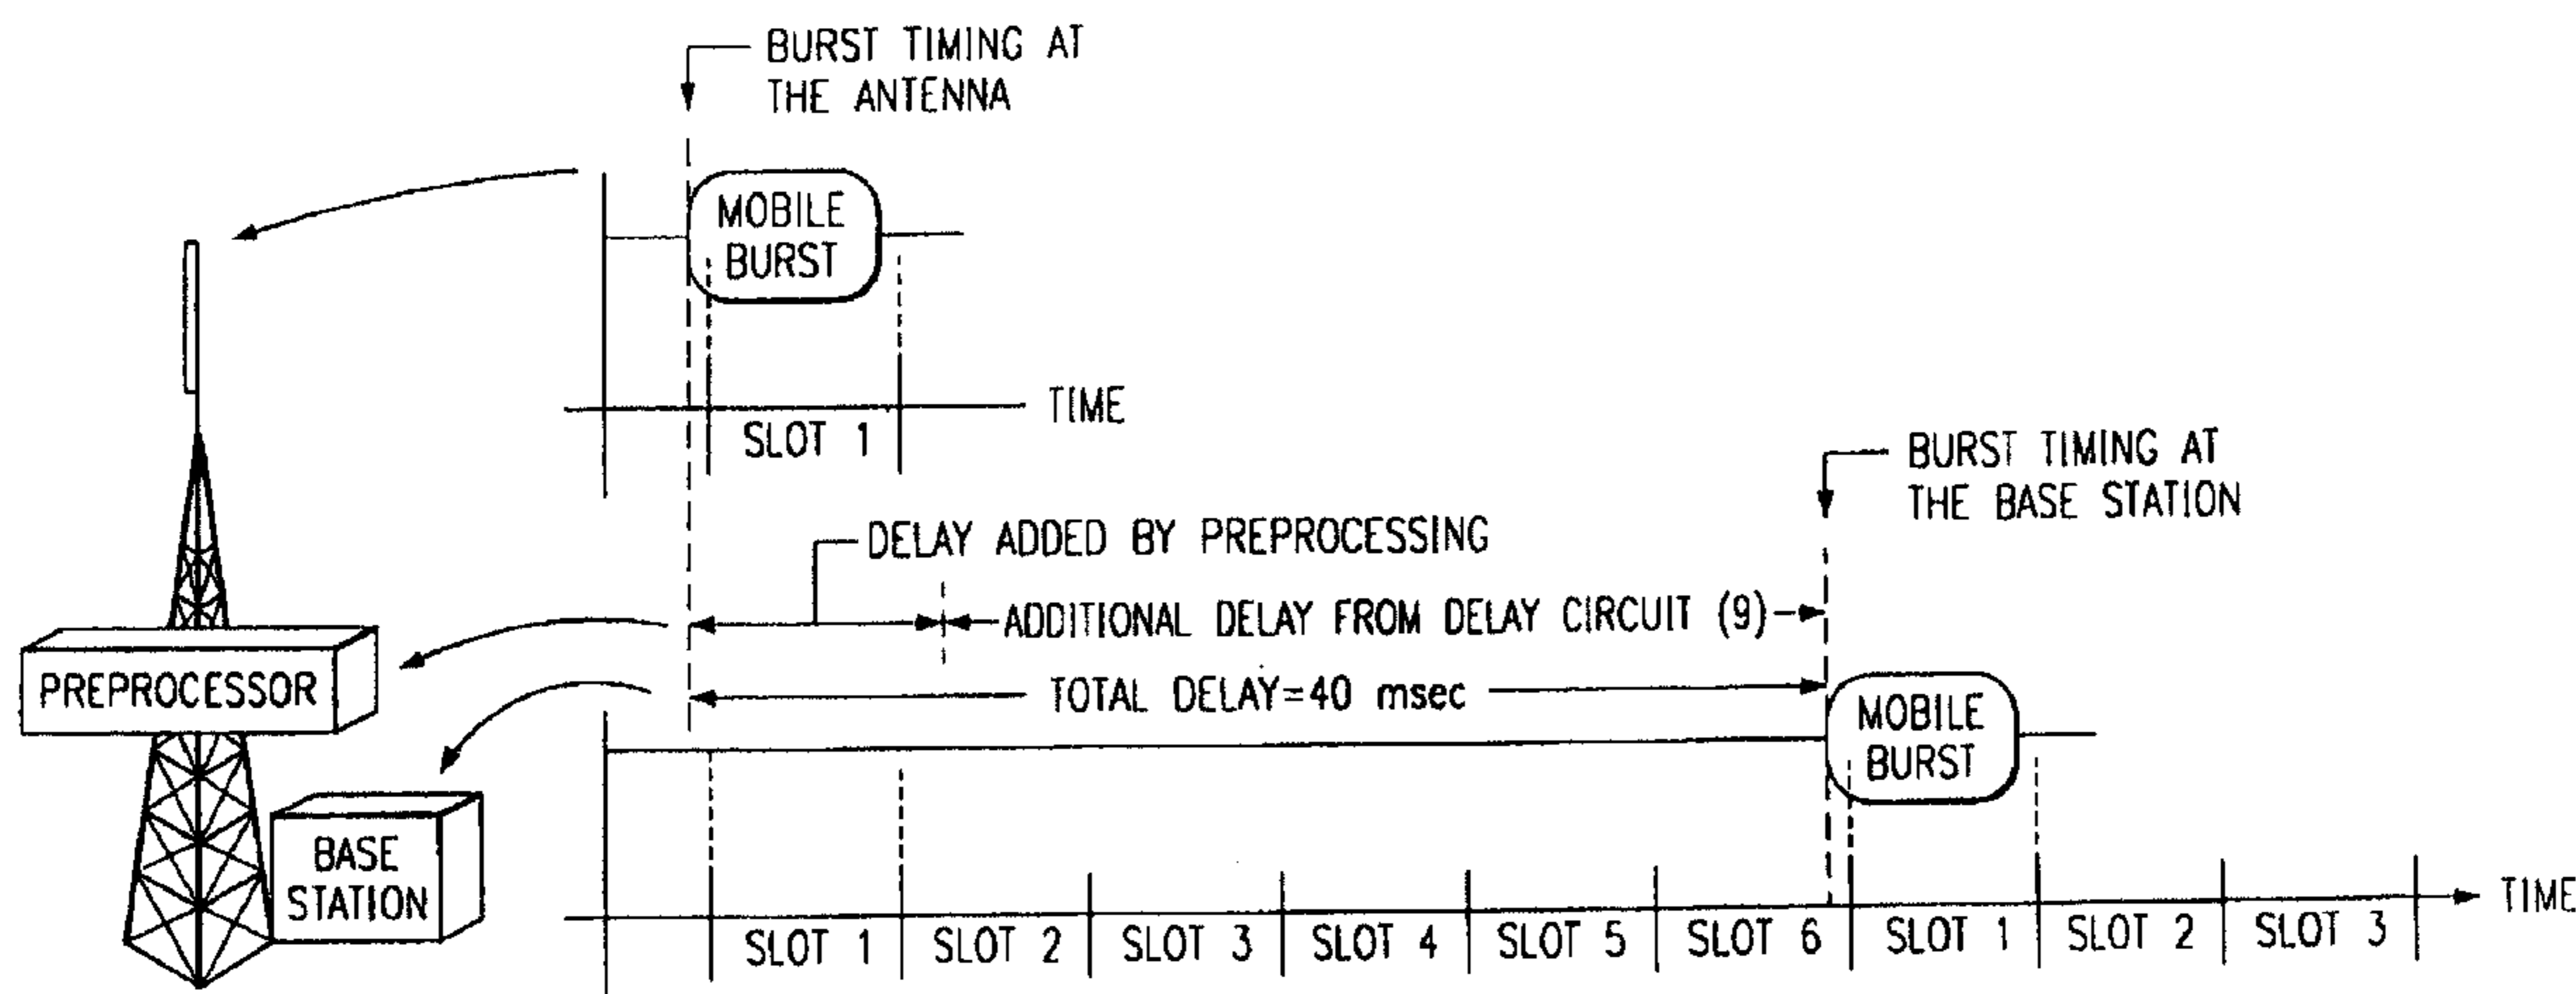 BURST TIMING AT
THE ANTENNA
MOBILE
BURST
TIME
SLOT 1
BURST TIMING AT
THE BASE STATION
DELAY ADDED BY PREPROCESSING
ADDITIONAL DELAY FROM DELAY CIRCUIT (9)
PREPROCESSOR
TOTAL DELAY=40 msec
MOBILE
BURST
BASE
STATION
TIME
SLOT 1 SLOT 2 SLOT 3 SLOT 4 SLOT 5 SLOT 6 SLOT 1 SLOT 2 SLOT 3